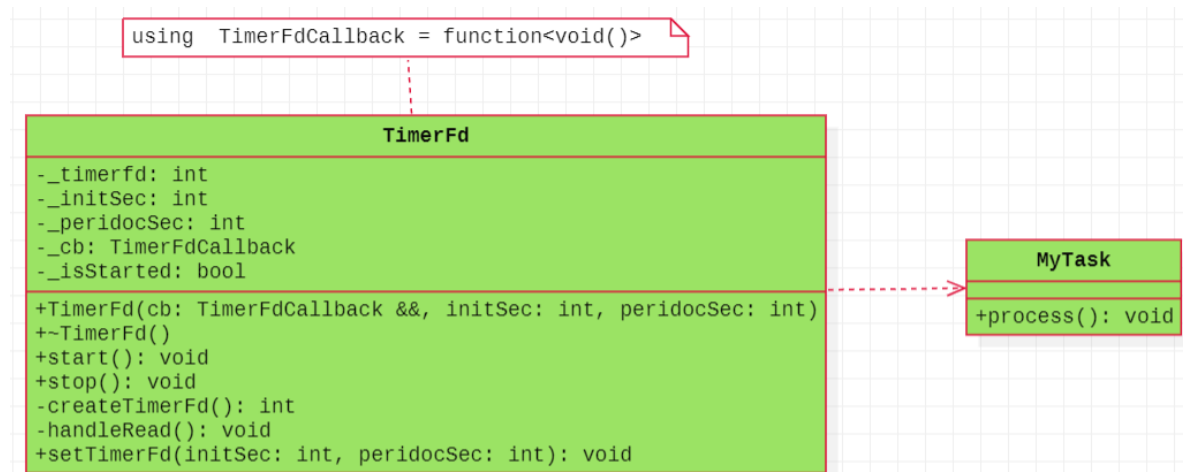 using  TimerFdCallback = function<void()>
TimerFd
-_timerfd: int
-_initSec: int
-_peridocSec: int
-_cb: TimerFdCallback
-_isStarted: bool
+TimerFd(cb: TimerFdCallback &&, initSec: int, peridocSec: int)
+~TimerFd()
+start(): void
+stop(): void
-createTimerFd(): int
-handleRead(): void
+setTimerFd(initSec: int, peridocSec: int): void
MyTask
+process(): void